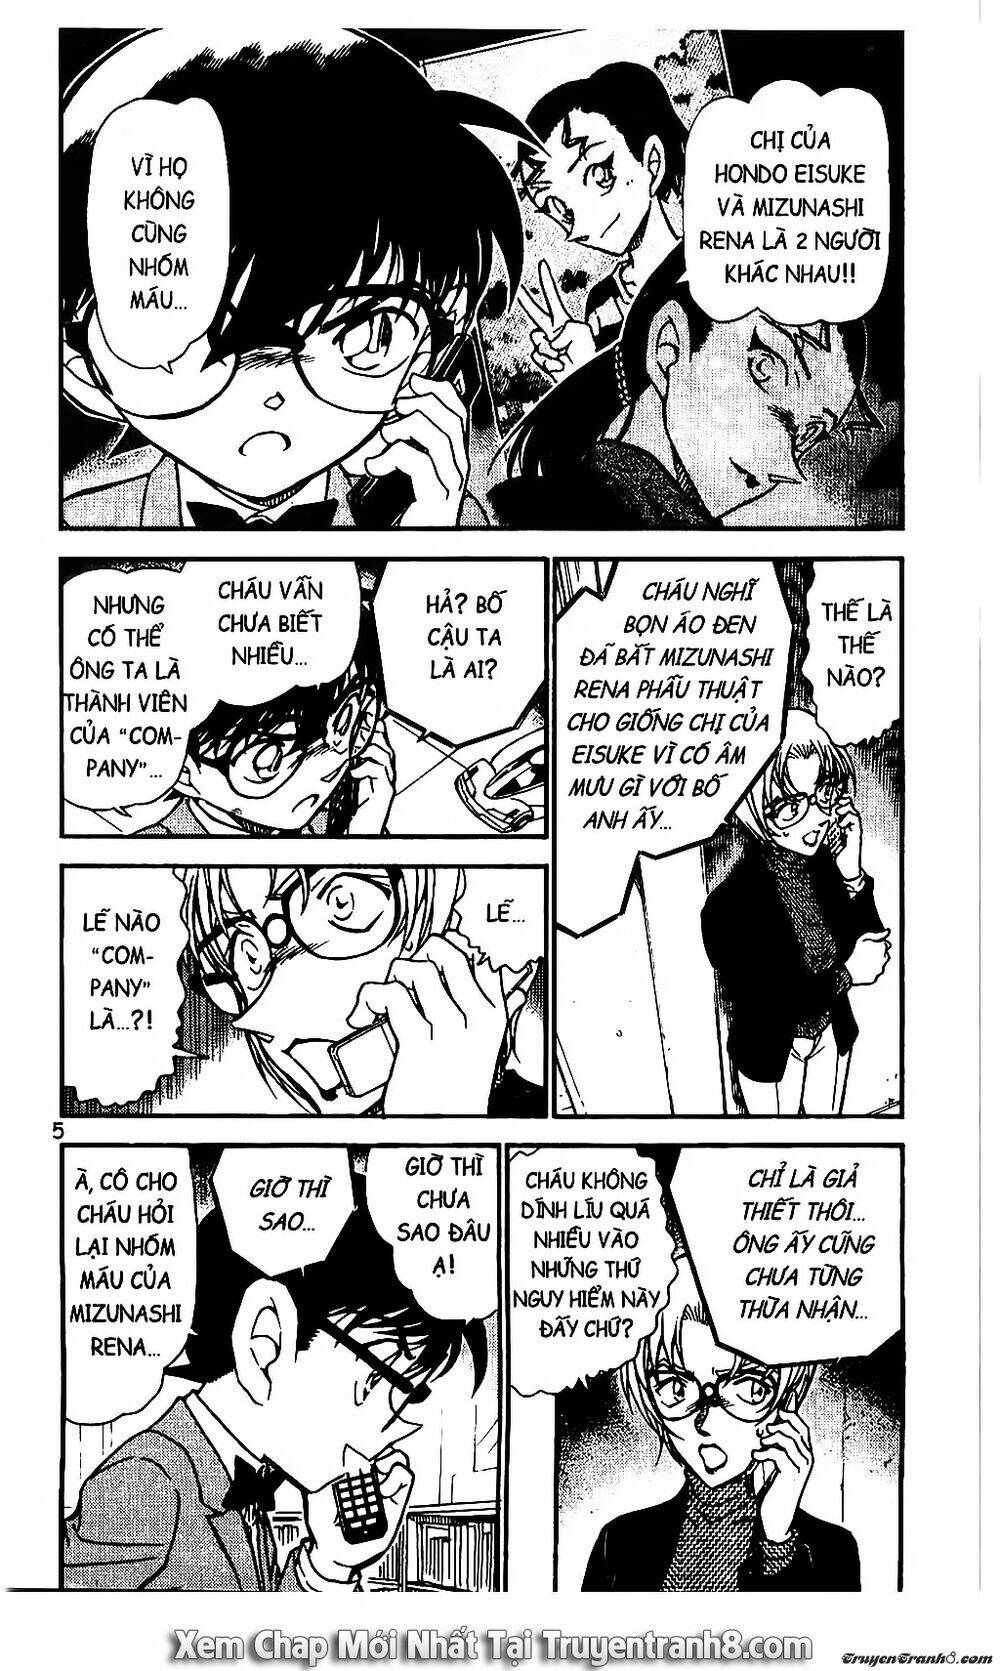 CHỊ CỦA
HONDO EISUKE
VÀ MIZUNASHI
RENA LÀ 2 NGƯỜI
KHÁC NHAU!!
VÌ HỌ
KHÔNG
CÙNG
NHÓM
MÁU...
THẾ LÀ
THẾ
NÀO?
CHÁU NGHĨ
BỌN ÁO ĐEN
ĐÃ BẮT MIZUNASHI
RENA PHẪU THUẬT
CHO GIỐNG CHỊ CỦA
EISUKE VÌ CÓ ÂM
MƯU GÌ VỚI BỐ
ANH ẤY...
HẢ? BỐ
CẬU TA
LÀ AI?
CHÁU VẪN
CHƯA BIẾT
NHIỀU...
NHƯNG
CÓ THỂ
ÔNG TA LÀ
THÀNH VIÊN
CỦA "COM-
PANY"...
LẼ...
LẼ NÀO
"COM-
PANY"
LÀ...?!
5
CHỈ LÀ GIẢ
THIẾT THÔI...
ÔNG ẤY CŨNG
CHƯA TỪNG
THỪA NHẬN...
CHÁU KHÔNG
DÍNH LÍU QUÁ
NHIỀU VÀO
NHỮNG THỨ
NGUY HIỂM NÀY
ĐẤY CHỨ?
GIỜ THÌ
CHƯA
SAO ĐÂU
Ạ!
GIỜ THÌ
SAO...
À, CÔ CHO
CHÁU HỎI
LẠI NHÓM
MÁU CỦA
MIZUNASHI
RENA...
Xem Chap Mới Nhất Tại Truyentranh8.com
TruyenTranh8.com